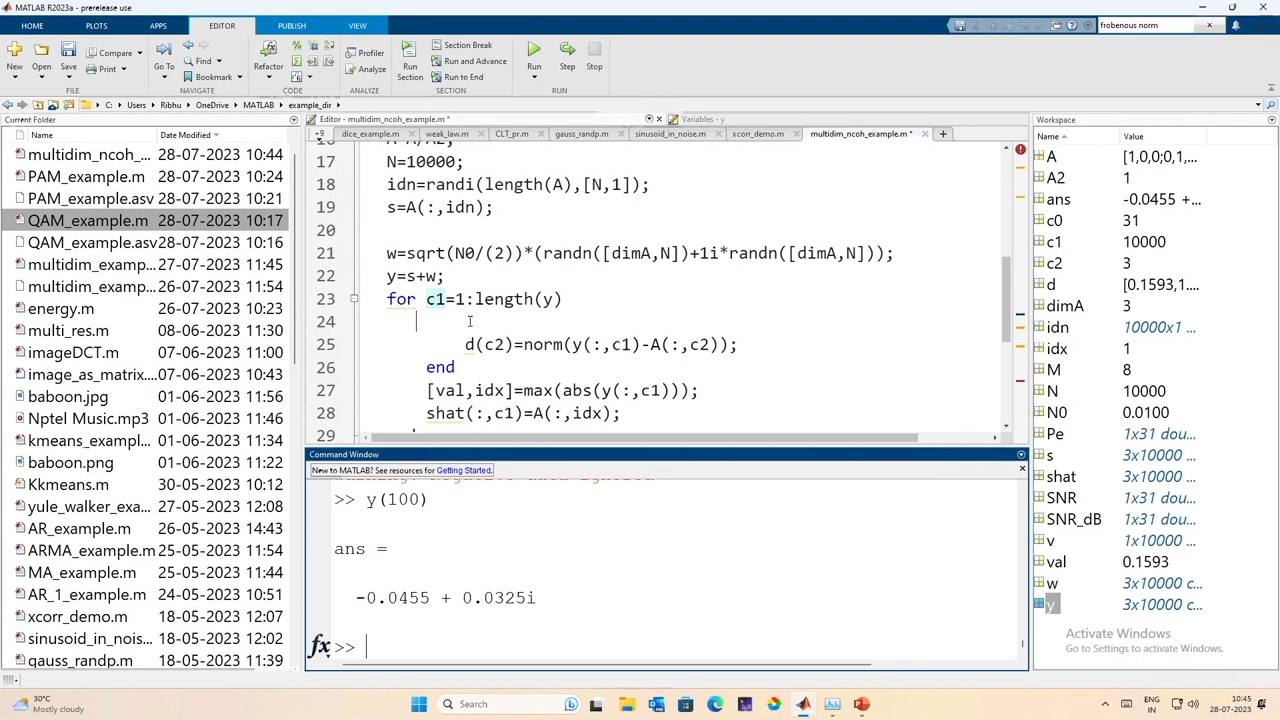 MATLAB R2023a - prerelease use
HOME PLOTS APPS EDITOR PUBLISH VIEW
frobenous norm
New Open Save Compare Print
Go To Find Bookmark
Refactor
Profiler Analyze
Run Section
Section Break
Run and Advance
Run to End
Run Step Stop
FILE NAVIGATE CODE ANALYZE SECTION RUN
C: Users Ribhu OneDrive MATLAB example_dir
Current Folder
Name Date Modified
multidim_ncoh_... 28-07-2023 10:44
PAM_example.m 28-07-2023 10:24
PAM_example.asv 28-07-2023 10:21
QAM_example.m 28-07-2023 10:17
QAM_example.asv 28-07-2023 10:16
multidim_examp... 27-07-2023 11:45
multidim_examp... 27-07-2023 11:45
energy.m 26-07-2023 10:23
multi_res.m 08-06-2023 11:30
imageDCT.m 07-06-2023 11:00
image_as_matrix... 07-06-2023 10:24
baboon.jpg 01-06-2023 11:56
Nptel Music.mp3 01-06-2023 11:46
kmeans_exampl... 01-06-2023 11:34
baboon.png 01-06-2023 11:22
Kkmeans.m 30-05-2023 10:12
yule_walker_exa... 27-05-2023 12:08
AR_example.m 26-05-2023 14:43
ARMA_example.m 26-05-2023 11:54
MA_example.m 25-05-2023 11:44
AR_1_example.m 24-05-2023 10:51
xcorr_demo.m 18-05-2023 12:07
sinusoid_in_nois... 18-05-2023 12:02
gauss_randp.m 18-05-2023 11:39
Editor - multidim_ncoh_example.m * Variables - y
+9 dice_example.m weak_law.m CLT_pr.m gauss_randp.m sinusoid_in_noise.m xcorr_demo.m multidim_ncoh_example.m * +
16 A=A/A2;
17 N=10000;
18 idn=randi(length(A),[N,1]);
19 s=A(:,idn);
20
21 w=sqrt(N0/(2))*(randn([dimA,N])+1i*randn([dimA,N]));
22 y=s+w;
23 for c1=1:length(y)
24
25 d(c2)=norm(y(:,c1)-A(:,c2));
26 end
27 [val,idx]=max(abs(y(:,c1)));
28 shat(:,c1)=A(:,idx);
29
Command Window
New to MATLAB? See resources for Getting Started.
>> y(100)
ans =
-0.0455 + 0.0325i
fx >>
Workspace
Name Value
A [1,0,0;0,1,...
A2 1
ans -0.0455 +...
c0 31
c1 10000
c2 3
d [0.1593,1....
dimA 3
idn 10000x1 ...
idx 1
M 8
N 10000
N0 0.0100
Pe 1x31 dou...
s 3x10000 ...
shat 3x10000 ...
SNR 1x31 dou...
SNR_dB 1x31 dou...
v 1x10000 ...
val 0.1593
w 3x10000 c...
y 3x10000 c...
Activate Windows
Go to Settings to activate Windows.
30°C
Mostly cloudy
Search
ENG
IN
10:45
28-07-2023